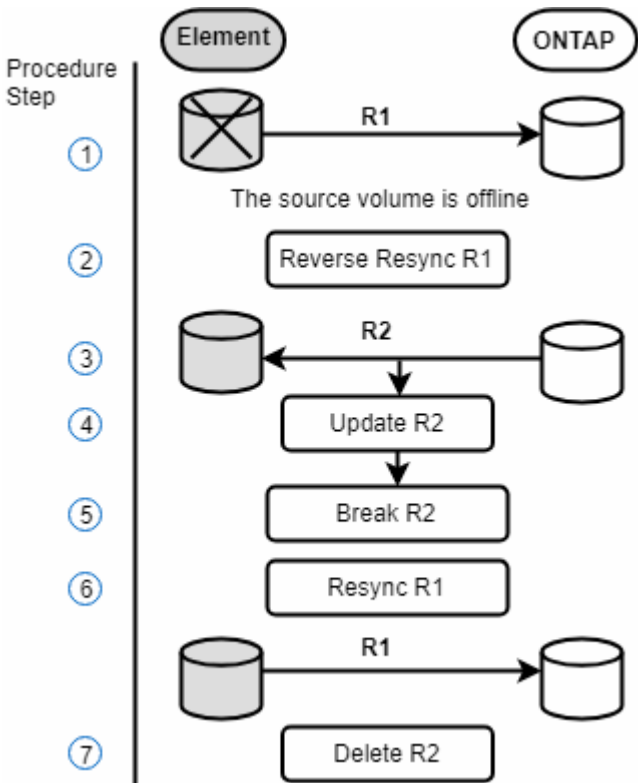 Element
ONTAP
Procedure
Step
R1
1
The source volume is offline
2
Reverse Resync R1
R2
3
4
Update R2
5
Break R2
6
Resync R1
R1
7
Delete R2